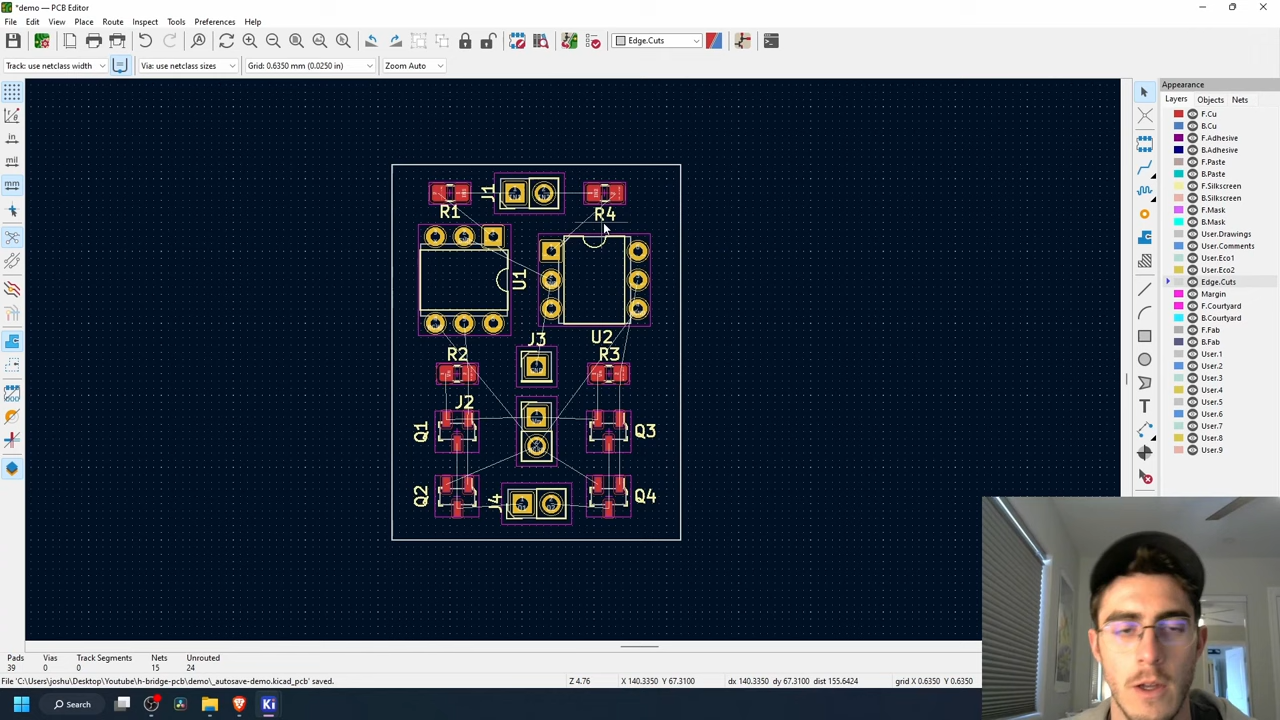 *demo — PCB Editor
File Edit View Place Route Inspect Tools Preferences Help
Edge.Cuts
Track: use netclass width
Via: use netclass sizes
Grid: 0.6350 mm (0.0250 in)
Zoom Auto
in
mil
mm
R1
J1
R4
U1
U2
J3
R2
R3
J2
Q1
Q3
Q2
J4
Q4
Appearance
Layers Objects Nets
F.Cu
B.Cu
F.Adhesive
B.Adhesive
F.Paste
B.Paste
F.Silkscreen
B.Silkscreen
F.Mask
B.Mask
User.Drawings
User.Comments
User.Eco1
User.Eco2
Edge.Cuts
Margin
F.Courtyard
B.Courtyard
F.Fab
B.Fab
User.1
User.2
User.3
User.4
User.5
User.6
User.7
User.8
User.9
Pads Vias Track Segments Nets Unrouted
39 0 0 15 24
File 'C:\Users\joshu\Desktop\Youtube\h-bridge-pcb\demo\_autosave-demo.kicad_pcb' saved.
Z 4.76
X 140.3350 Y 67.3100
dx 140.3350 dy 67.3100 dist 155.6424
grid X 0.6350 Y 0.6350
Search